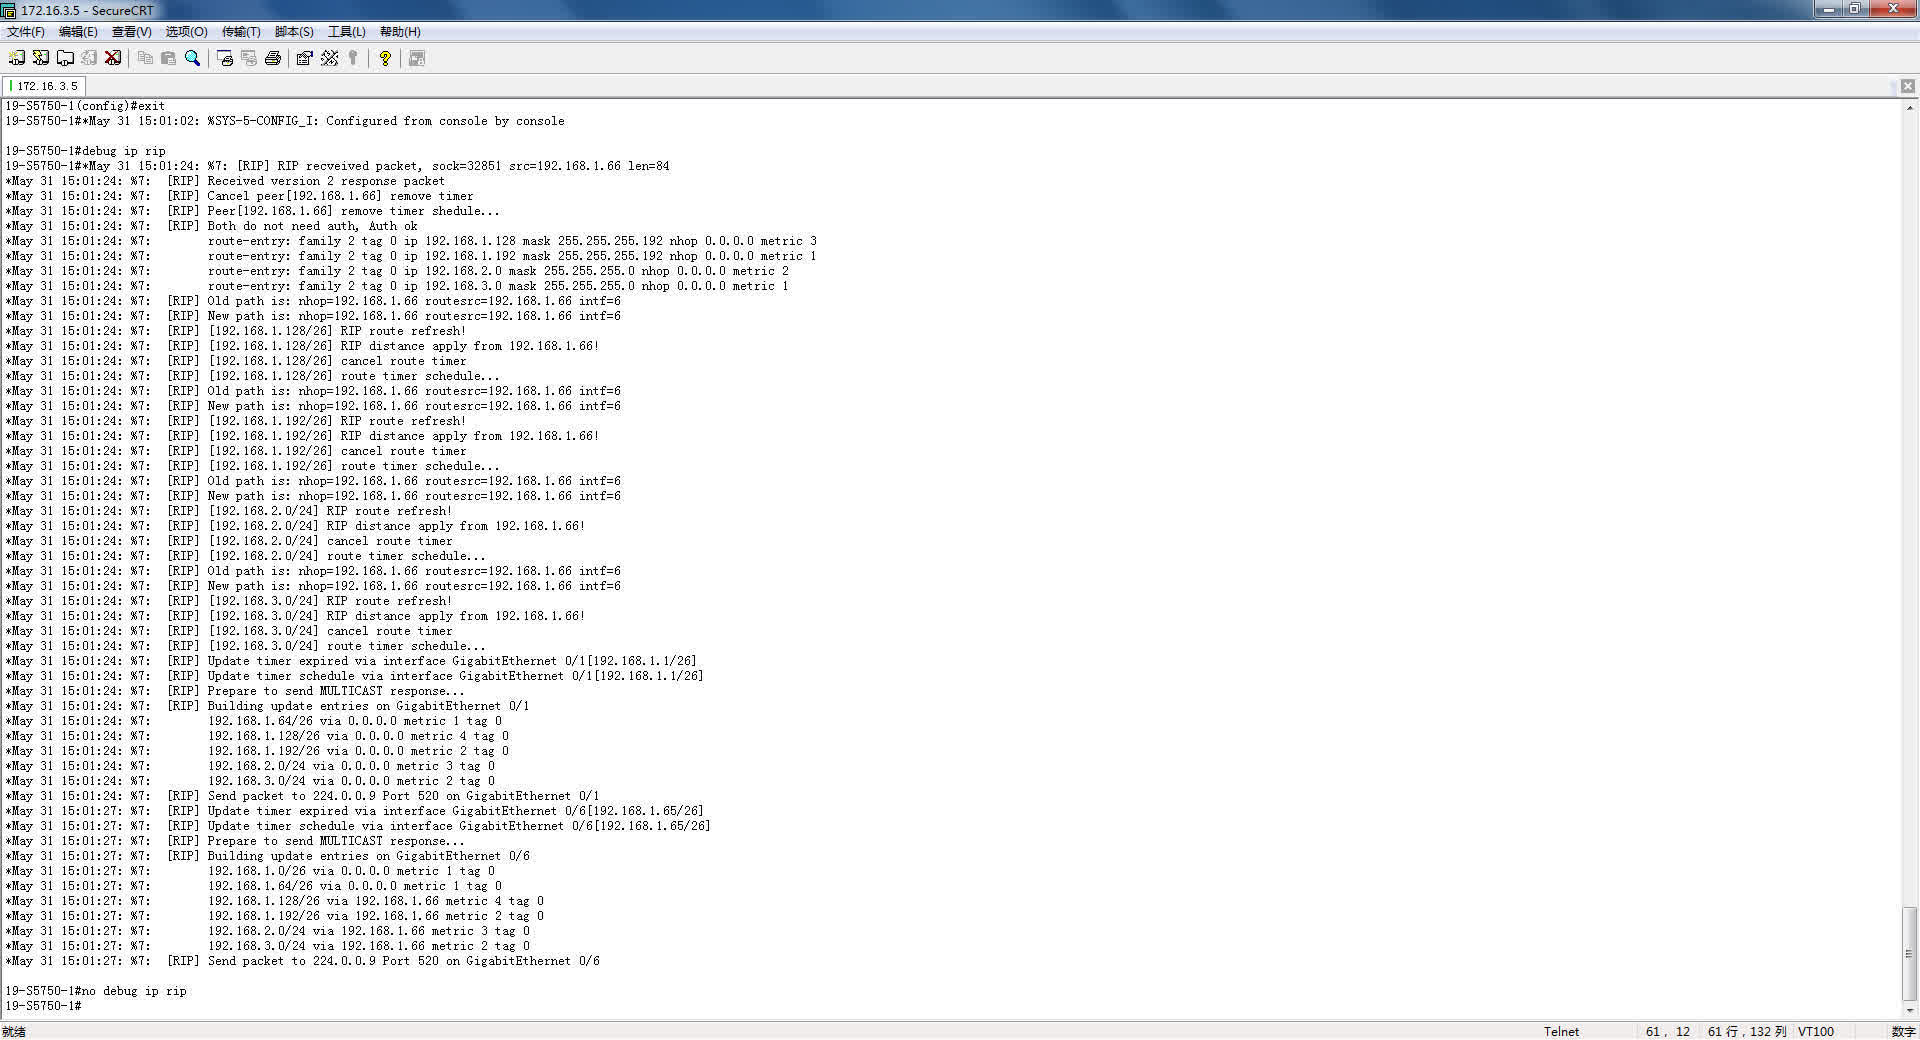 172.16.3.5 - SecureCRT
文件(F) 编辑(E) 查看(V) 选项(O) 传输(T) 脚本(S) 工具(L) 帮助(H)
172.16.3.5
19-S5750-1(config)#exit
19-S5750-1#*May 31 15:01:02: %SYS-5-CONFIG_I: Configured from console by console
19-S5750-1#debug ip rip
19-S5750-1#*May 31 15:01:24: %7: [RIP] RIP recveived packet, sock=32851 src=192.168.1.66 len=84
*May 31 15:01:24: %7: [RIP] Received version 2 response packet
*May 31 15:01:24: %7: [RIP] Cancel peer[192.168.1.66] remove timer
*May 31 15:01:24: %7: [RIP] Peer[192.168.1.66] remove timer shedule...
*May 31 15:01:24: %7: [RIP] Both do not need auth, Auth ok
*May 31 15:01:24: %7: route-entry: family 2 tag 0 ip 192.168.1.128 mask 255.255.255.192 nhop 0.0.0.0 metric 3
*May 31 15:01:24: %7: route-entry: family 2 tag 0 ip 192.168.1.192 mask 255.255.255.192 nhop 0.0.0.0 metric 1
*May 31 15:01:24: %7: route-entry: family 2 tag 0 ip 192.168.2.0 mask 255.255.255.0 nhop 0.0.0.0 metric 2
*May 31 15:01:24: %7: route-entry: family 2 tag 0 ip 192.168.3.0 mask 255.255.255.0 nhop 0.0.0.0 metric 1
*May 31 15:01:24: %7: [RIP] Old path is: nhop=192.168.1.66 routesrc=192.168.1.66 intf=6
*May 31 15:01:24: %7: [RIP] New path is: nhop=192.168.1.66 routesrc=192.168.1.66 intf=6
*May 31 15:01:24: %7: [RIP] [192.168.1.128/26] RIP route refresh!
*May 31 15:01:24: %7: [RIP] [192.168.1.128/26] RIP distance apply from 192.168.1.66!
*May 31 15:01:24: %7: [RIP] [192.168.1.128/26] cancel route timer
*May 31 15:01:24: %7: [RIP] [192.168.1.128/26] route timer schedule...
*May 31 15:01:24: %7: [RIP] Old path is: nhop=192.168.1.66 routesrc=192.168.1.66 intf=6
*May 31 15:01:24: %7: [RIP] New path is: nhop=192.168.1.66 routesrc=192.168.1.66 intf=6
*May 31 15:01:24: %7: [RIP] [192.168.1.192/26] RIP route refresh!
*May 31 15:01:24: %7: [RIP] [192.168.1.192/26] RIP distance apply from 192.168.1.66!
*May 31 15:01:24: %7: [RIP] [192.168.1.192/26] cancel route timer
*May 31 15:01:24: %7: [RIP] [192.168.1.192/26] route timer schedule...
*May 31 15:01:24: %7: [RIP] Old path is: nhop=192.168.1.66 routesrc=192.168.1.66 intf=6
*May 31 15:01:24: %7: [RIP] New path is: nhop=192.168.1.66 routesrc=192.168.1.66 intf=6
*May 31 15:01:24: %7: [RIP] [192.168.2.0/24] RIP route refresh!
*May 31 15:01:24: %7: [RIP] [192.168.2.0/24] RIP distance apply from 192.168.1.66!
*May 31 15:01:24: %7: [RIP] [192.168.2.0/24] cancel route timer
*May 31 15:01:24: %7: [RIP] [192.168.2.0/24] route timer schedule...
*May 31 15:01:24: %7: [RIP] Old path is: nhop=192.168.1.66 routesrc=192.168.1.66 intf=6
*May 31 15:01:24: %7: [RIP] New path is: nhop=192.168.1.66 routesrc=192.168.1.66 intf=6
*May 31 15:01:24: %7: [RIP] [192.168.3.0/24] RIP route refresh!
*May 31 15:01:24: %7: [RIP] [192.168.3.0/24] RIP distance apply from 192.168.1.66!
*May 31 15:01:24: %7: [RIP] [192.168.3.0/24] cancel route timer
*May 31 15:01:24: %7: [RIP] [192.168.3.0/24] route timer schedule...
*May 31 15:01:24: %7: [RIP] Update timer expired via interface GigabitEthernet 0/1[192.168.1.1/26]
*May 31 15:01:24: %7: [RIP] Update timer schedule via interface GigabitEthernet 0/1[192.168.1.1/26]
*May 31 15:01:24: %7: [RIP] Prepare to send MULTICAST response...
*May 31 15:01:24: %7: [RIP] Building update entries on GigabitEthernet 0/1
*May 31 15:01:24: %7: 192.168.1.64/26 via 0.0.0.0 metric 1 tag 0
*May 31 15:01:24: %7: 192.168.1.128/26 via 0.0.0.0 metric 4 tag 0
*May 31 15:01:24: %7: 192.168.1.192/26 via 0.0.0.0 metric 2 tag 0
*May 31 15:01:24: %7: 192.168.2.0/24 via 0.0.0.0 metric 3 tag 0
*May 31 15:01:24: %7: 192.168.3.0/24 via 0.0.0.0 metric 2 tag 0
*May 31 15:01:24: %7: [RIP] Send packet to 224.0.0.9 Port 520 on GigabitEthernet 0/1
*May 31 15:01:27: %7: [RIP] Update timer expired via interface GigabitEthernet 0/6[192.168.1.65/26]
*May 31 15:01:27: %7: [RIP] Update timer schedule via interface GigabitEthernet 0/6[192.168.1.65/26]
*May 31 15:01:27: %7: [RIP] Prepare to send MULTICAST response...
*May 31 15:01:27: %7: [RIP] Building update entries on GigabitEthernet 0/6
*May 31 15:01:27: %7: 192.168.1.0/26 via 0.0.0.0 metric 1 tag 0
*May 31 15:01:27: %7: 192.168.1.64/26 via 0.0.0.0 metric 1 tag 0
*May 31 15:01:27: %7: 192.168.1.128/26 via 192.168.1.66 metric 4 tag 0
*May 31 15:01:27: %7: 192.168.1.192/26 via 192.168.1.66 metric 2 tag 0
*May 31 15:01:27: %7: 192.168.2.0/24 via 192.168.1.66 metric 3 tag 0
*May 31 15:01:27: %7: 192.168.3.0/24 via 192.168.1.66 metric 2 tag 0
*May 31 15:01:27: %7: [RIP] Send packet to 224.0.0.9 Port 520 on GigabitEthernet 0/6
19-S5750-1#no debug ip rip
19-S5750-1#
就绪 Telnet 61, 12 61 行, 132 列 VT100 数字